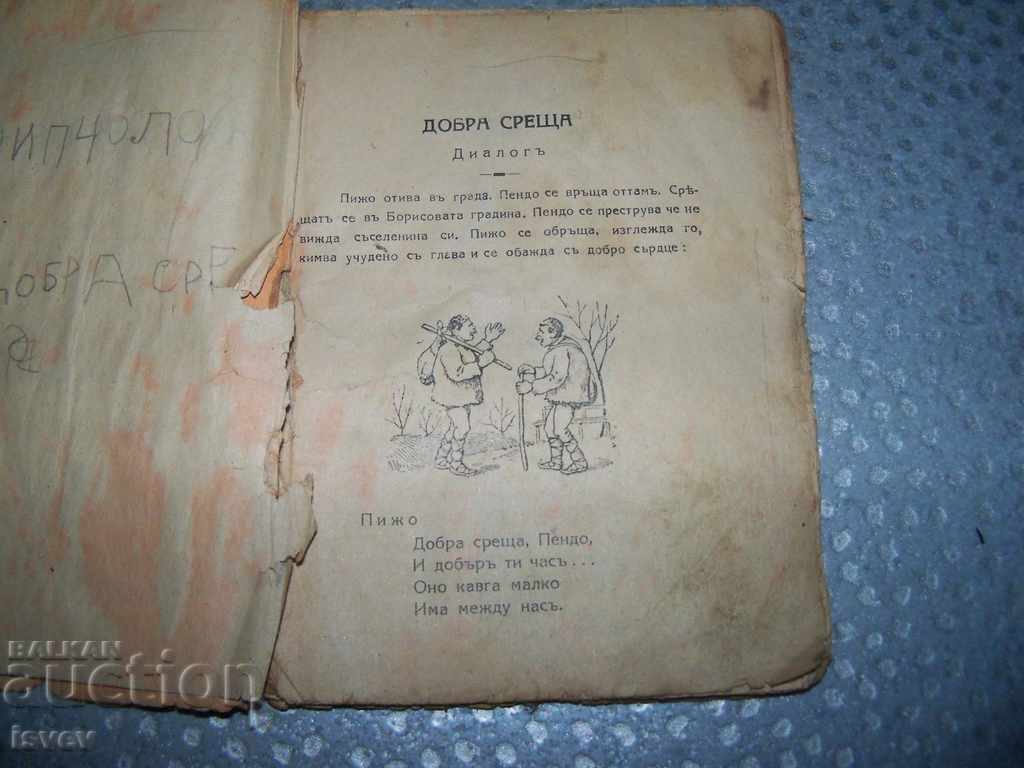 ДОБРА СРЕ
ДОБРА СРЕЩА
Диалогъ
Пижо отива въ града. Пендо се връща оттамъ. Срѣ-
щатъ се въ Борисовата градина. Пендо се преструва че не
вижда съселенина си. Пижо се обръща, изглежда го,
кимва учудено съ глава и се обажда съ добро сърдце:
Пижо
Добра среща, Пендо,
И добъръ ти часъ...
Оно кавга малко
Има между насъ.
BALKAN
auction
isvev